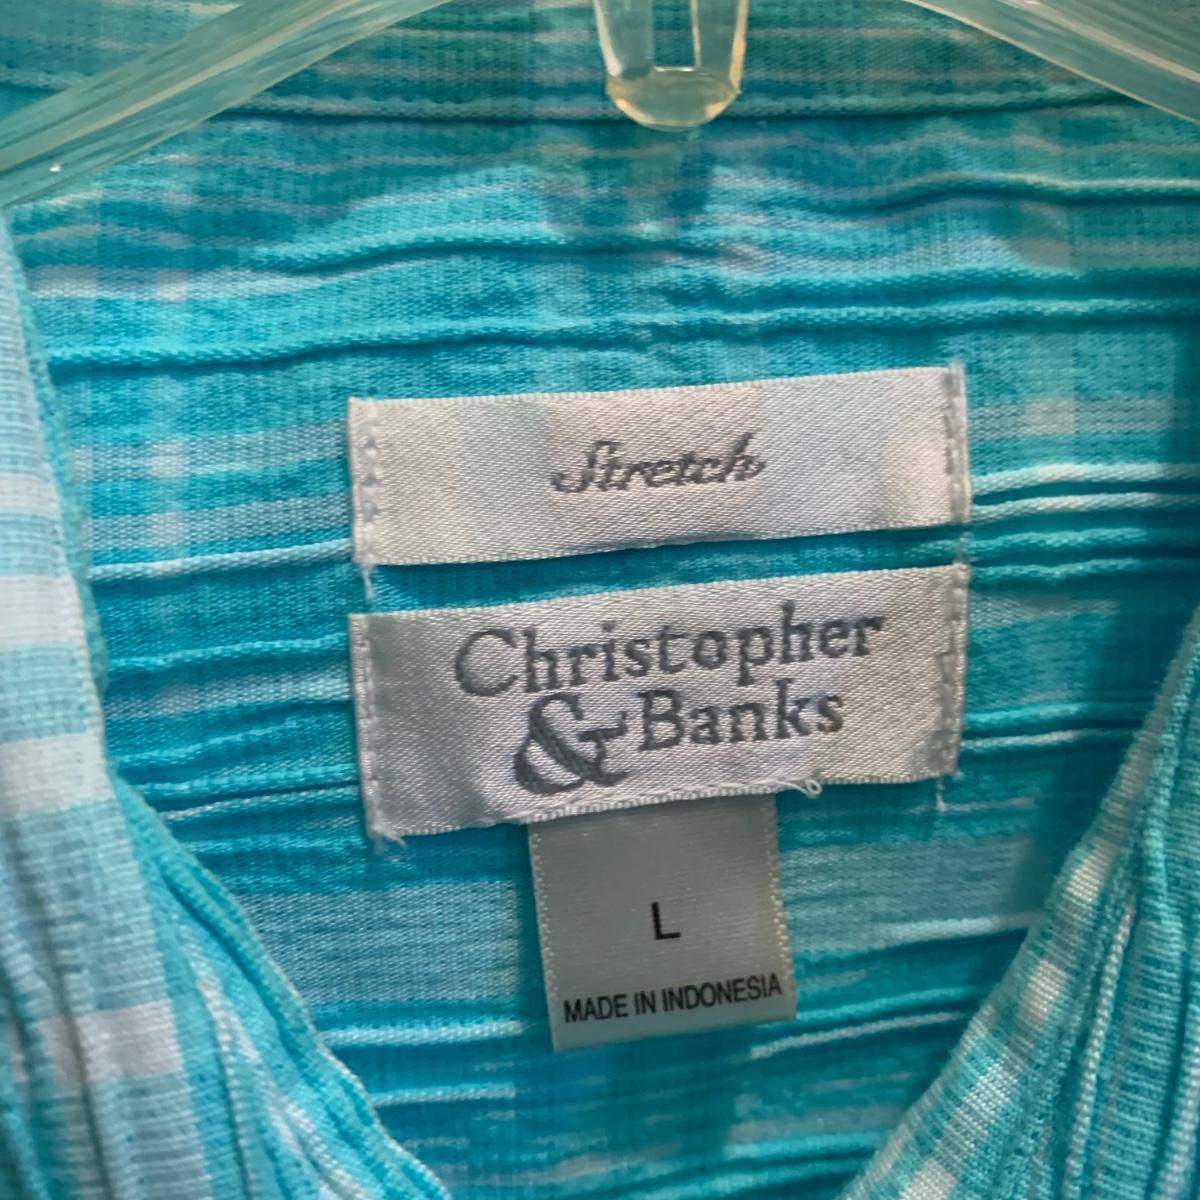 Stretch
Christopher
& Banks
L
MADE IN INDONESIA